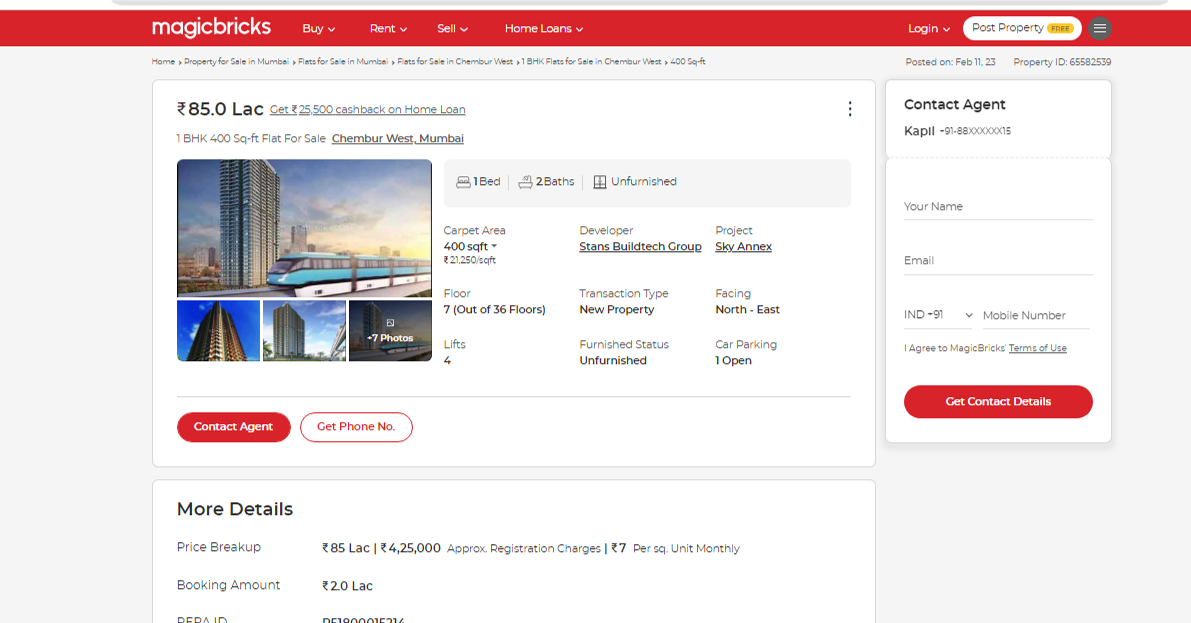 magicbricks Buy Rent Sell Home Loans Login Post Property FREE
Home › Property for Sale in Mumbai › Flats for Sale in Mumbai › Flats for Sale in Chembur West › 1 BHK Flats for Sale in Chembur West › 400 Sq-ft Posted on: Feb 11, 23 Property ID: 65582539
₹85.0 Lac Get ₹25,500 cashback on Home Loan
1 BHK 400 Sq-ft Flat For Sale Chembur West, Mumbai
+7 Photos
1 Bed 2 Baths Unfurnished
Carpet Area Developer Project
400 sqft Stans Buildtech Group Sky Annex
₹21,250/sqft
Floor Transaction Type Facing
7 (Out of 36 Floors) New Property North - East
Lifts Furnished Status Car Parking
4 Unfurnished 1 Open
Contact Agent Get Phone No.
Contact Agent
Kapil +91-88XXXXXX15
Your Name
Email
IND +91 Mobile Number
I Agree to MagicBricks' Terms of Use
Get Contact Details
More Details
Price Breakup ₹85 Lac | ₹4,25,000 Approx. Registration Charges | ₹7 Per sq. Unit Monthly
Booking Amount ₹2.0 Lac
RERA ID P51800015214